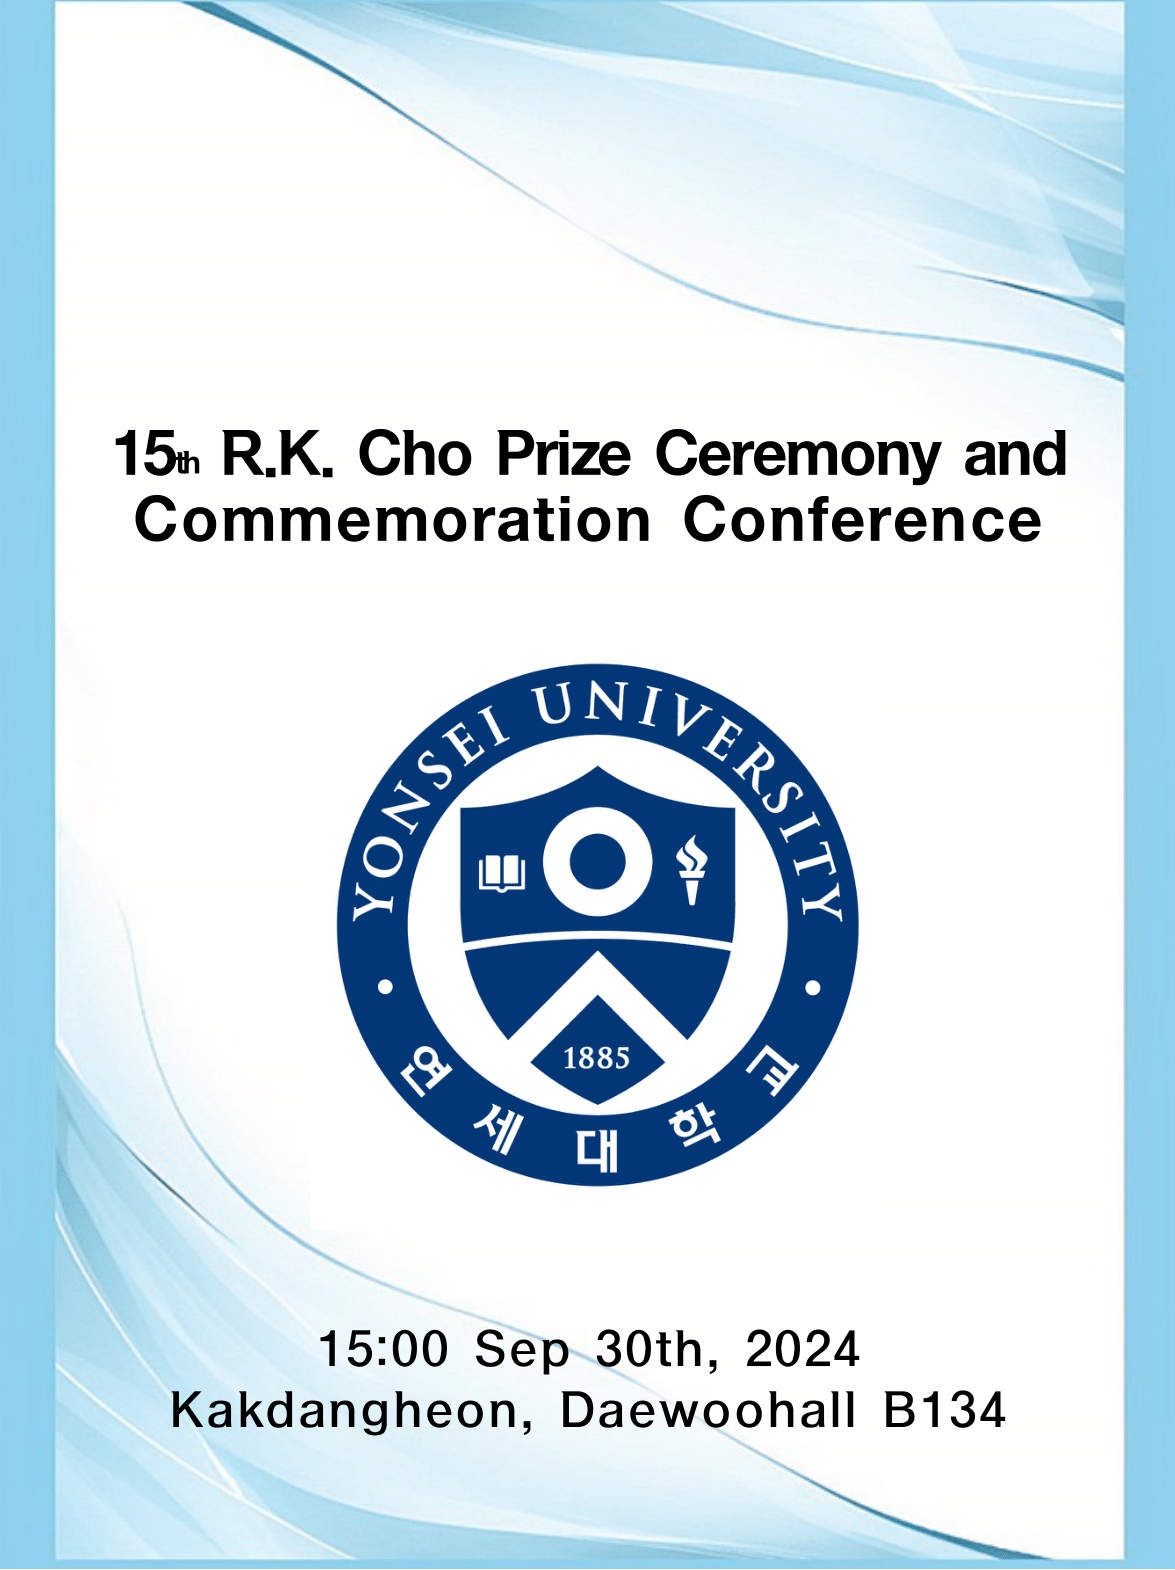 15th R.K. Cho Prize Ceremony and
Commemoration Conference
YONSEI UNIVERSITY
1885
연세대학교
15:00 Sep 30th, 2024
Kakdangheon, Daewoohall B134